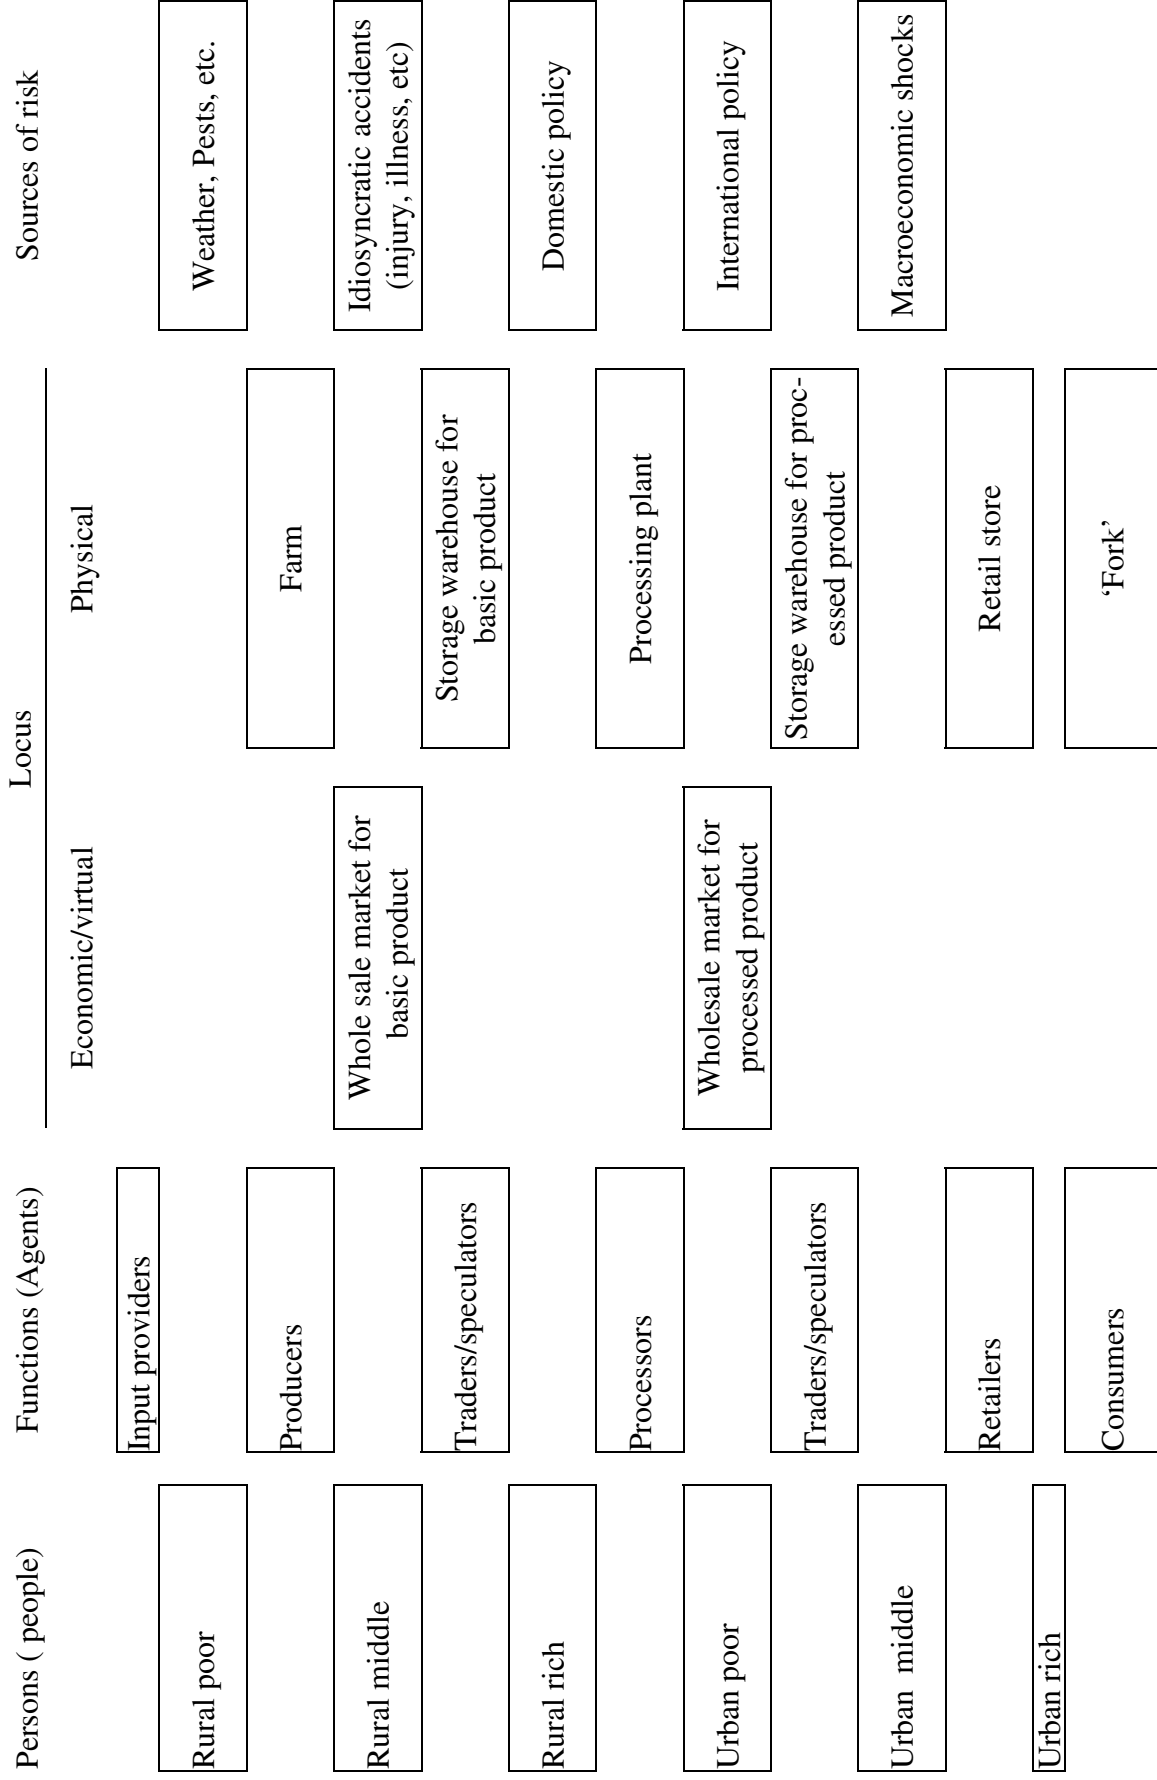 Persons ( people)
Functions (Agents)
Locus
Sources of risk
Economic/virtual
Physical
Input providers
Rural poor
Weather, Pests, etc.
Producers
Farm
Rural middle
Whole sale market for
basic product
Idiosyncratic accidents
(injury, illness, etc)
Traders/speculators
Storage warehouse for
basic product
Rural rich
Domestic policy
Processors
Processing plant
Urban poor
Wholesale market for
processed product
International policy
Traders/speculators
Storage warehouse for proc-
essed product
Urban  middle
Macroeconomic shocks
Retailers
Retail store
Urban rich
Consumers
‘Fork’